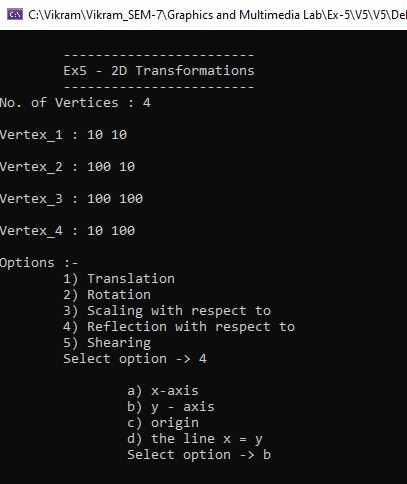 C:\Vikram\Vikram_SEM-7\Graphics and Multimedia Lab\Ex-5\V5\V5\Del
------------------------
Ex5 - 2D Transformations
------------------------
No. of Vertices : 4
Vertex_1 : 10 10
Vertex_2 : 100 10
Vertex_3 : 100 100
Vertex_4 : 10 100
Options :-
1) Translation
2) Rotation
3) Scaling with respect to
4) Reflection with respect to
5) Shearing
Select option -> 4
a) x-axis
b) y - axis
c) origin
d) the line x = y
Select option -> b